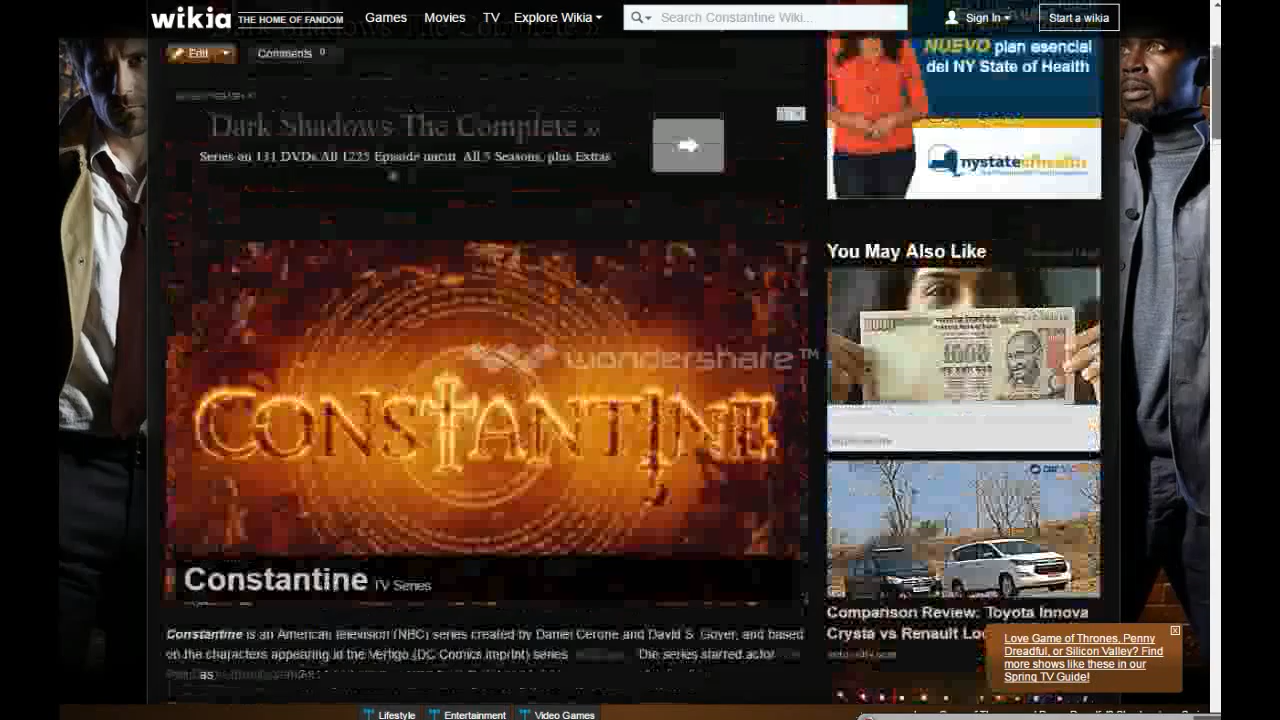 wikia THE HOME OF FANDOM Games Movies TV Explore Wikia Search Constantine Wiki... Sign In Start a wikia
Edit Comments 0
NUEVO plan esencial
del NY State of Health
Dark Shadows The Complete
Series on 131 DVDs All 1225 Episode uncut All 5 Seasons, plus Extras
nystateofhealth
You May Also Like
1000
wondershare™
CONSTANTINE
Constantine TV Series
Constantine is an American television (NBC) series created by Daniel Cerone and David S. Goyer, and based
on the characters appearing in the Vertigo (DC Comics imprint) series The series starred actor
as
Comparison Review: Toyota Innova
Crysta vs Renault
Love Game of Thrones, Penny
Dreadful, or Silicon Valley? Find
more shows like these in our
Spring TV Guide!
Lifestyle Entertainment Video Games